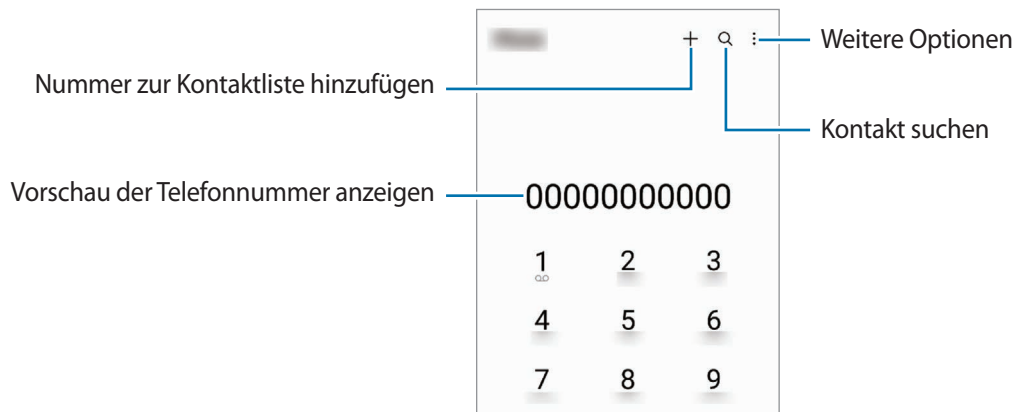 Weitere Optionen
Nummer zur Kontaktliste hinzufügen
Kontakt suchen
Vorschau der Telefonnummer anzeigen
00000000000
1 2 3
4 5 6
7 8 9